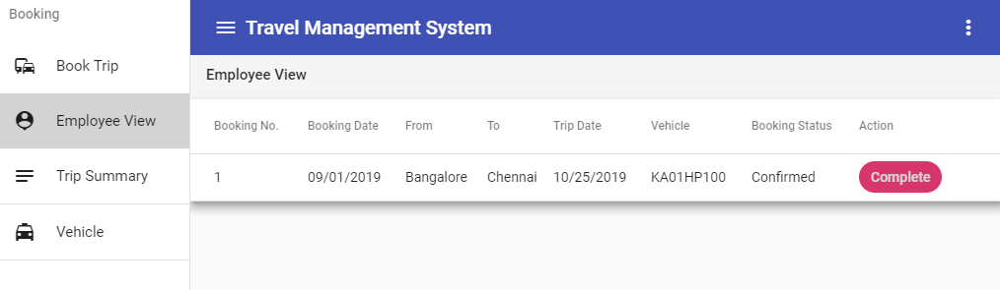 Booking
Book Trip
Employee View
Trip Summary
Vehicle
Travel Management System
Employee View
Booking No. Booking Date From To Trip Date Vehicle Booking Status Action
1 09/01/2019 Bangalore Chennai 10/25/2019 KA01HP100 Confirmed Complete